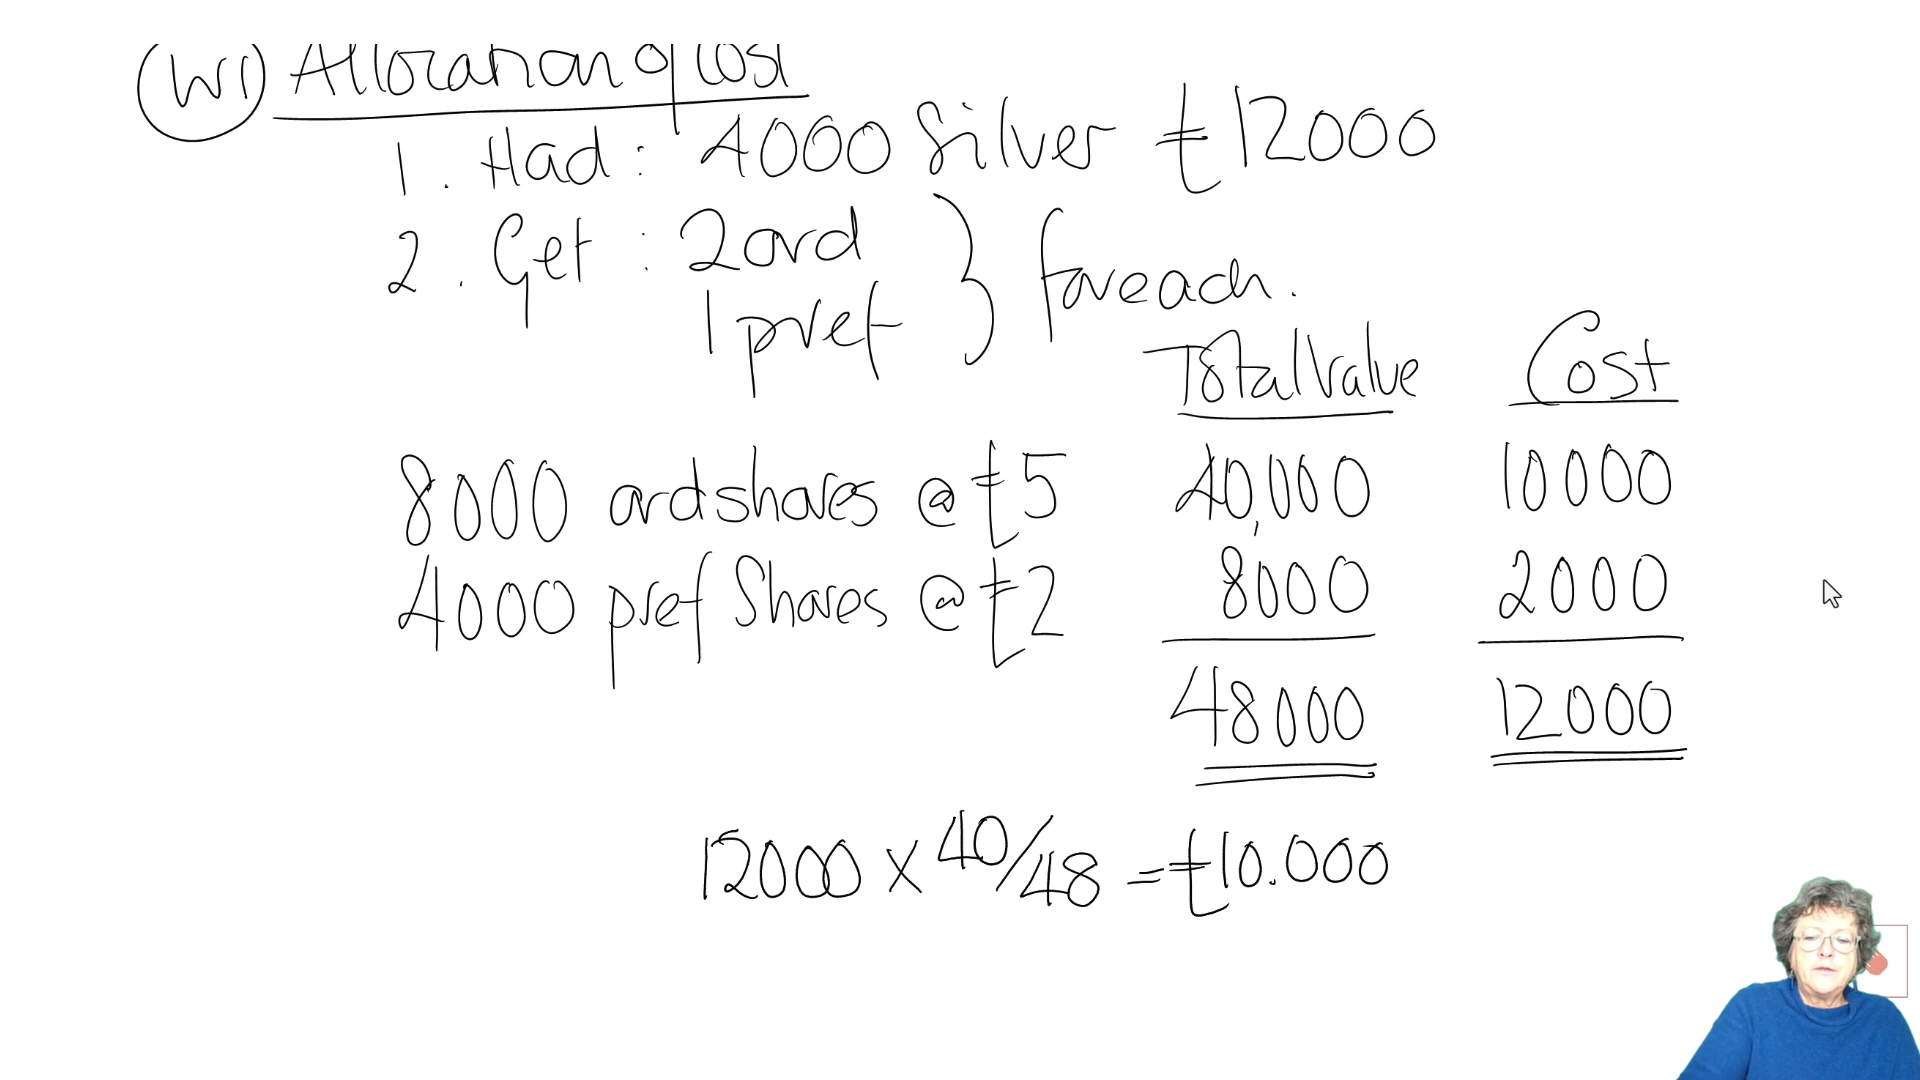 (W1) Allocation of cost
1. Had: 4000 Silver £12000
2. Get: 2 ord
1 pref } for each.
Total Value Cost
8000 ord shares @ £5 40,000 10000
4000 pref Shares @ £2 8000 2000
48000 12000
12000 x 40/48 = £10.000